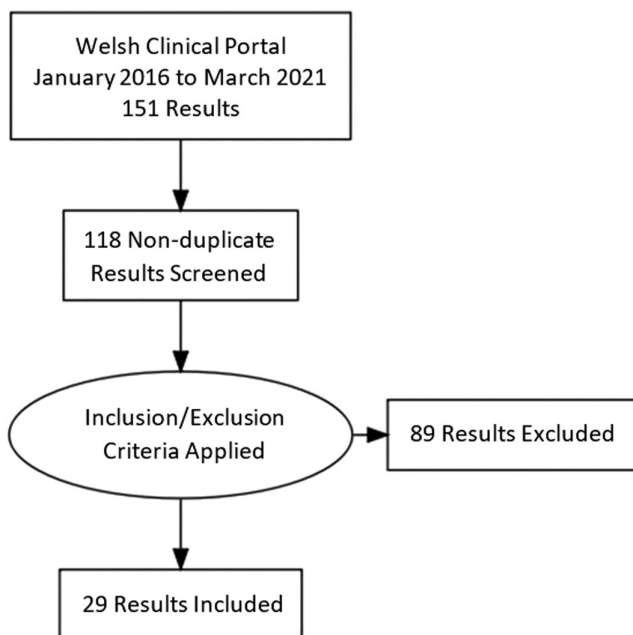 Welsh Clinical Portal
January 2016 to March 2021
151 Results
118 Non-duplicate
Results Screened
Inclusion/Exclusion
Criteria Applied
89 Results Excluded
29 Results Included